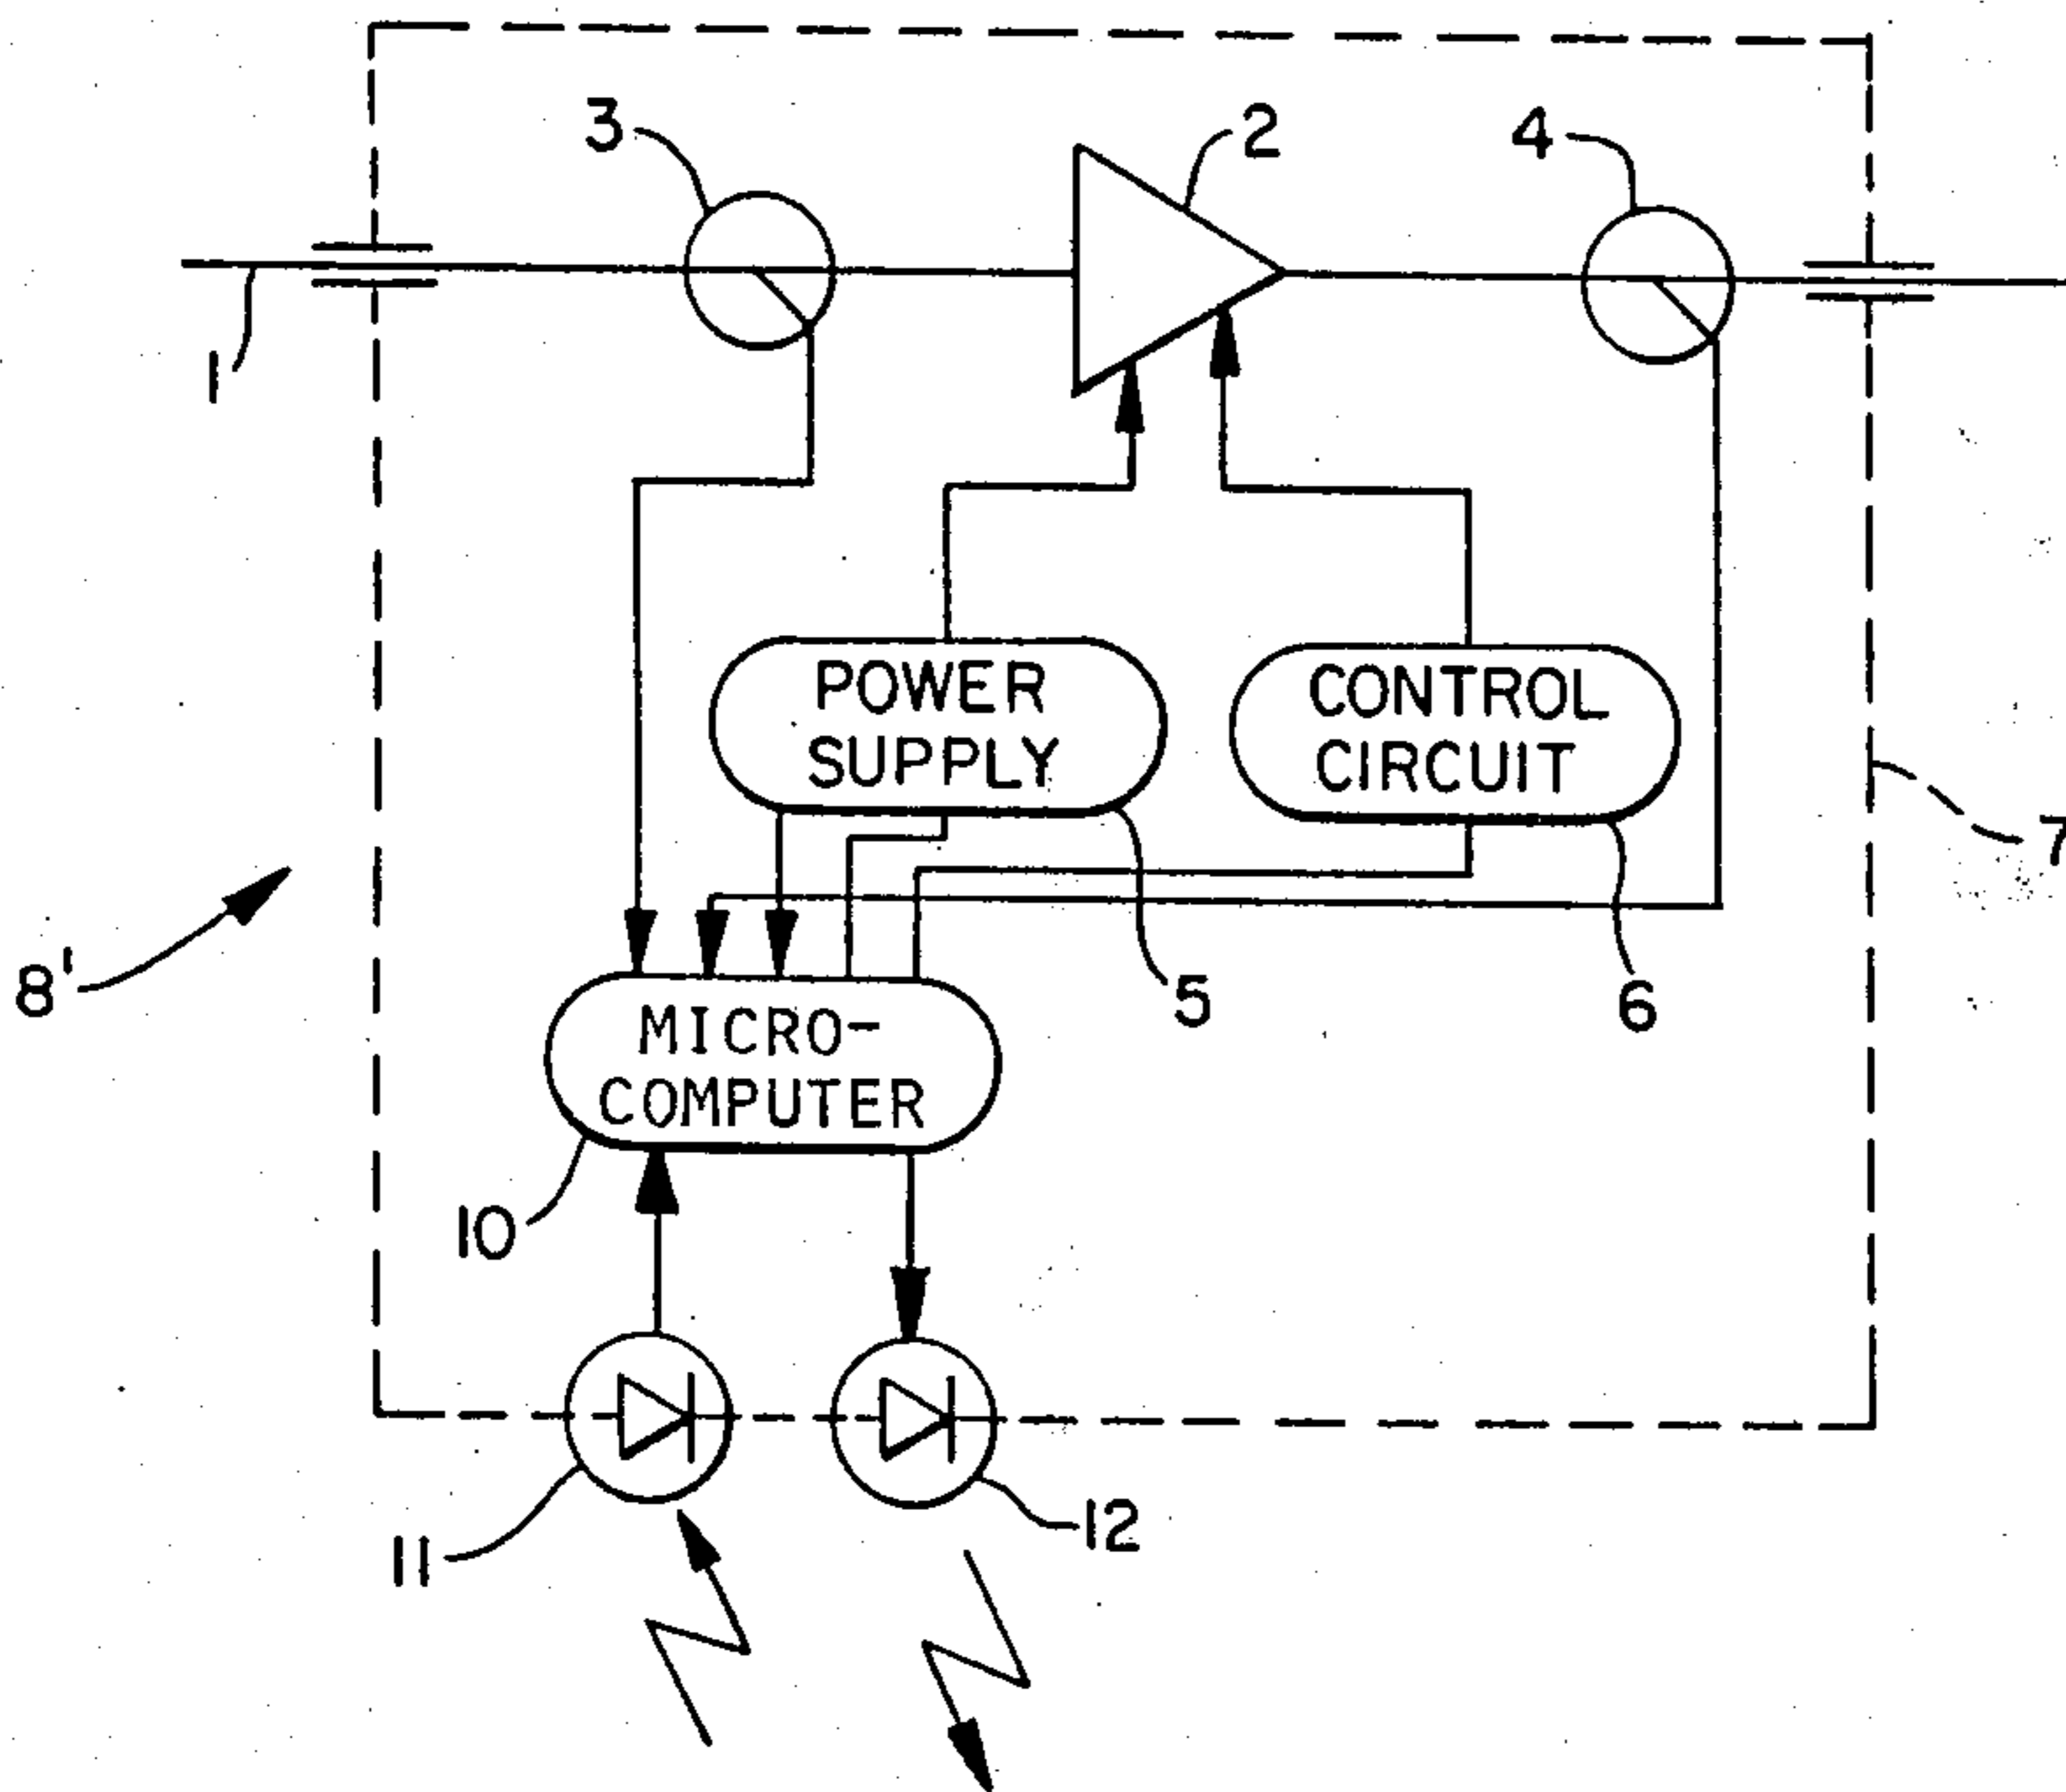 3
2
4
1
POWER
SUPPLY
CONTROL
CIRCUIT
7
8'
5
6
MICRO-
COMPUTER
10
11
12